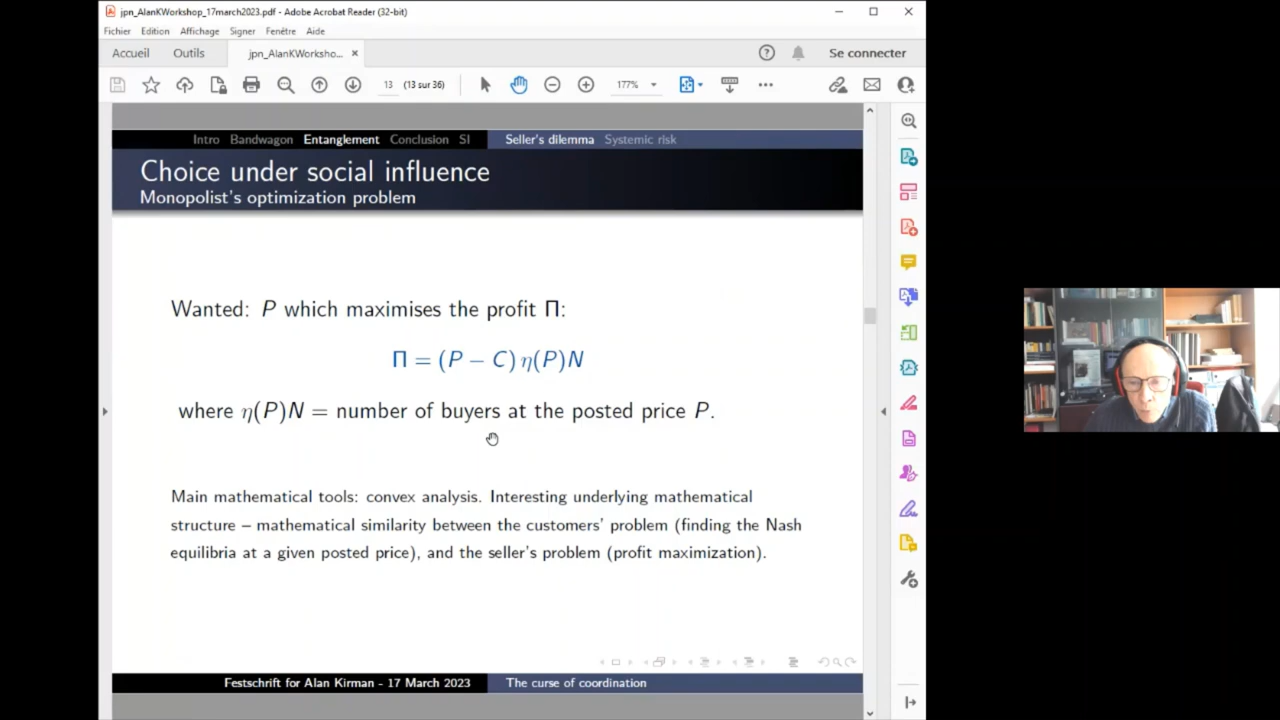 jpn_AlanKWorkshop_17march2023.pdf - Adobe Acrobat Reader (32-bit)
Fichier Edition Affichage Signer Fenêtre Aide
Accueil Outils jpn_AlanKWorksho... × Se connecter
13 (13 sur 36) 177%
Intro Bandwagon Entanglement Conclusion SI Seller's dilemma Systemic risk
Choice under social influence
Monopolist's optimization problem
Wanted: P which maximises the profit Π:
Π = (P − C) η(P)N
where η(P)N = number of buyers at the posted price P.
Main mathematical tools: convex analysis. Interesting underlying mathematical
structure – mathematical similarity between the customers' problem (finding the Nash
equilibria at a given posted price), and the seller's problem (profit maximization).
Festschrift for Alan Kirman - 17 March 2023 The curse of coordination